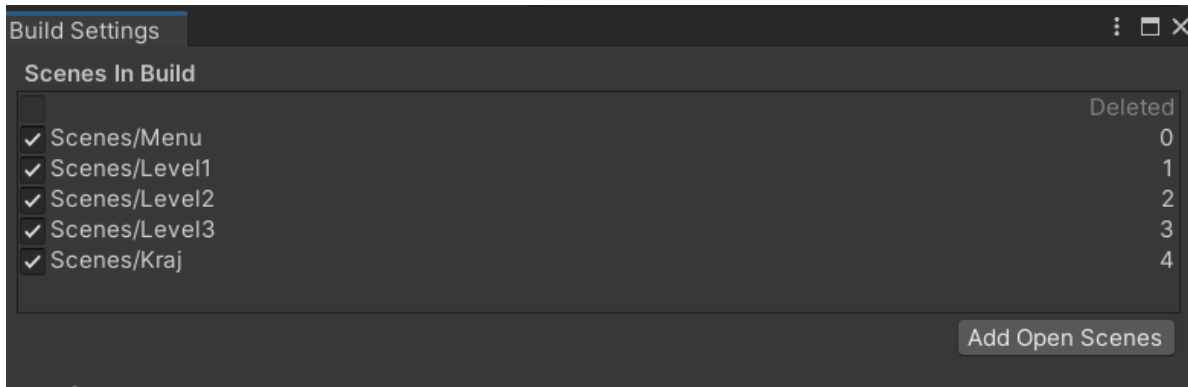 Build Settings
Scenes In Build
Deleted
Scenes/Menu 0
Scenes/Level1 1
Scenes/Level2 2
Scenes/Level3 3
Scenes/Kraj 4
Add Open Scenes